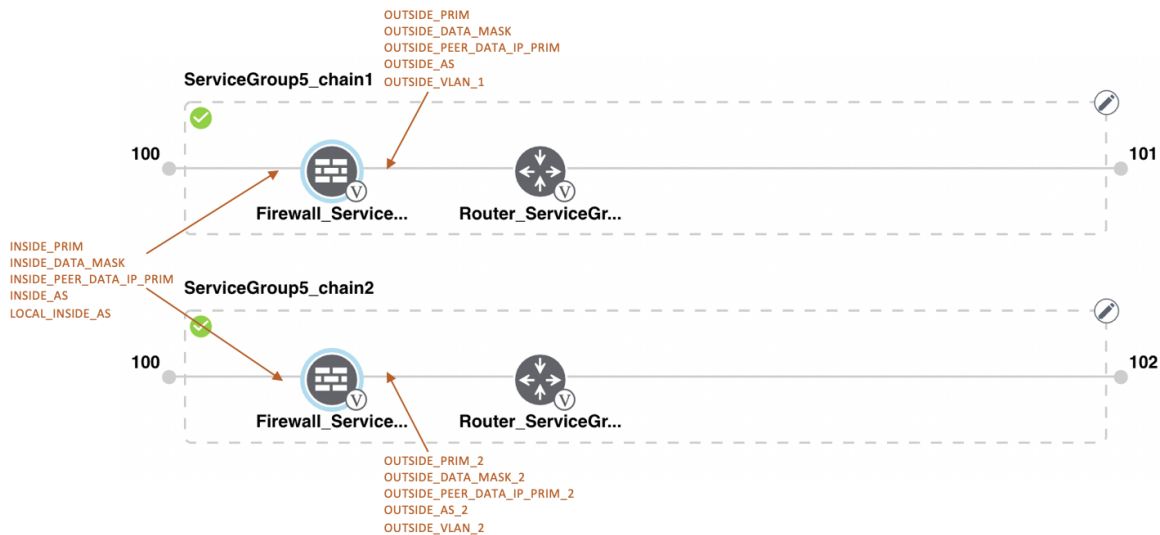 OUTSIDE_PRIM
OUTSIDE_DATA_MASK
OUTSIDE_PEER_DATA_IP_PRIM
OUTSIDE_AS
OUTSIDE_VLAN_1
ServiceGroup5_chain1
100
101
V
V
Firewall_Service...
Router_ServiceGr...
INSIDE_PRIM
INSIDE_DATA_MASK
INSIDE_PEER_DATA_IP_PRIM
INSIDE_AS
LOCAL_INSIDE_AS
ServiceGroup5_chain2
100
102
V
V
Firewall_Service...
Router_ServiceGr...
OUTSIDE_PRIM_2
OUTSIDE_DATA_MASK_2
OUTSIDE_PEER_DATA_IP_PRIM_2
OUTSIDE_AS_2
OUTSIDE_VLAN_2